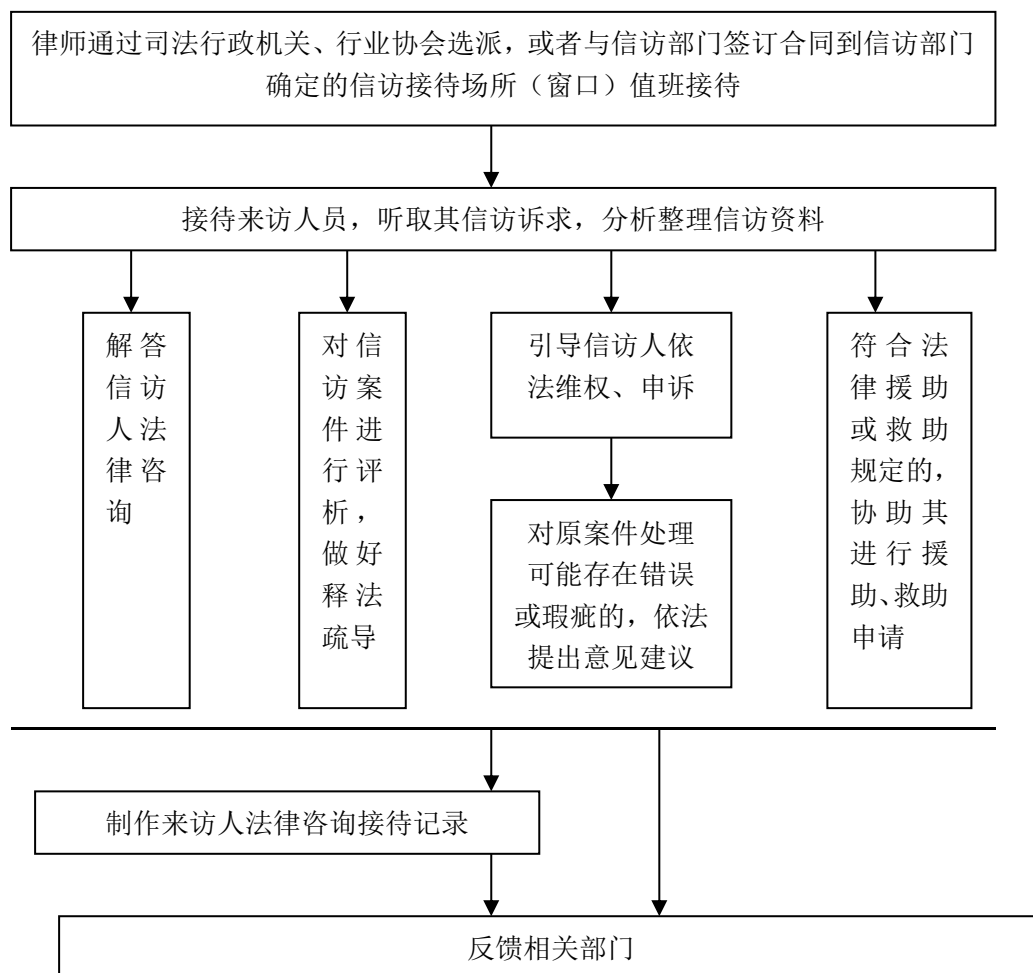 律师通过司法行政机关、行业协会选派，或者与信访部门签订合同到信访部门
确定的信访接待场所（窗口）值班接待
接待来访人员，听取其信访诉求，分析整理信访资料
解答
信访
人法
律咨
询
对信
访案
件进
行评
析，
做好
释法
疏导
引导信访人依
法维权、申诉
对原案件处理
可能存在错误
或瑕疵的，依法
提出意见建议
符合法
律援助
或救助
规定的，
协助其
进行援
助、救助
申请
制作来访人法律咨询接待记录
反馈相关部门